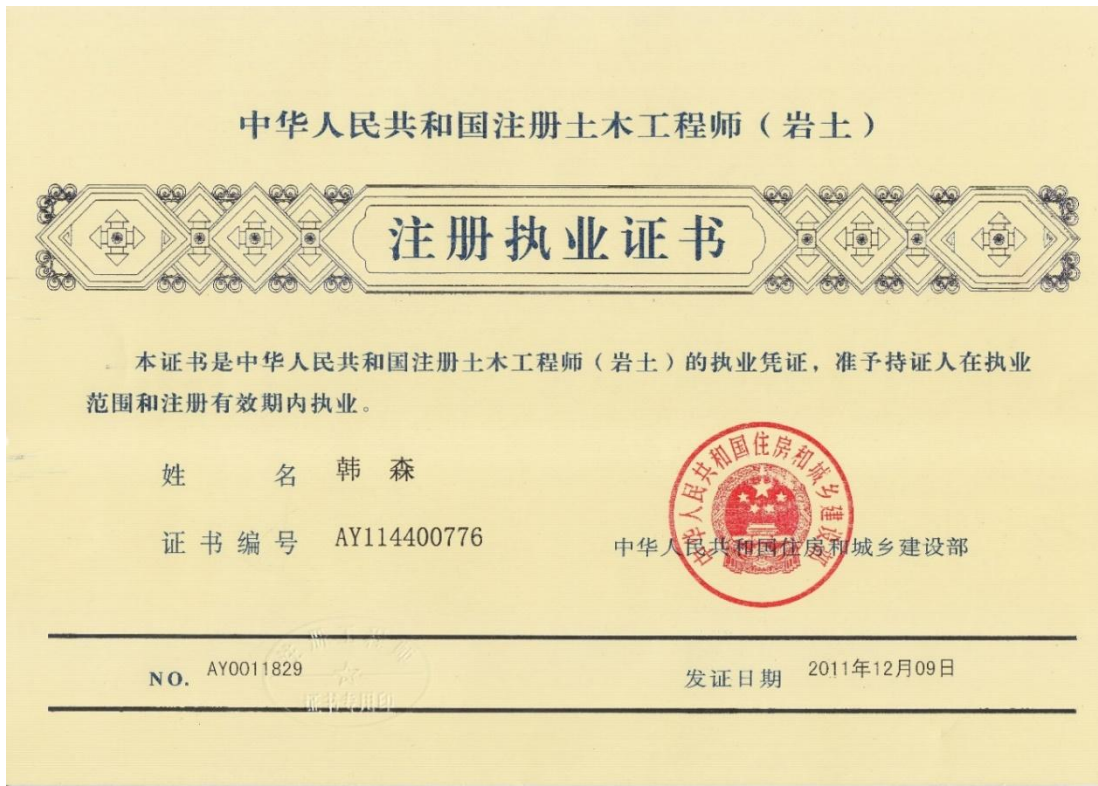 中华人民共和国注册土木工程师（岩土）
注册执业证书
本证书是中华人民共和国注册土木工程师（岩土）的执业凭证，准予持证人在执业
范围和注册有效期内执业。
姓 名 韩 森
证书编号 AY114400776
中华人民共和国住房和城乡建设部
中华人民共和国住房和城乡建设部
NO. AY0011829
发证日期 2011年12月09日
证书专用印